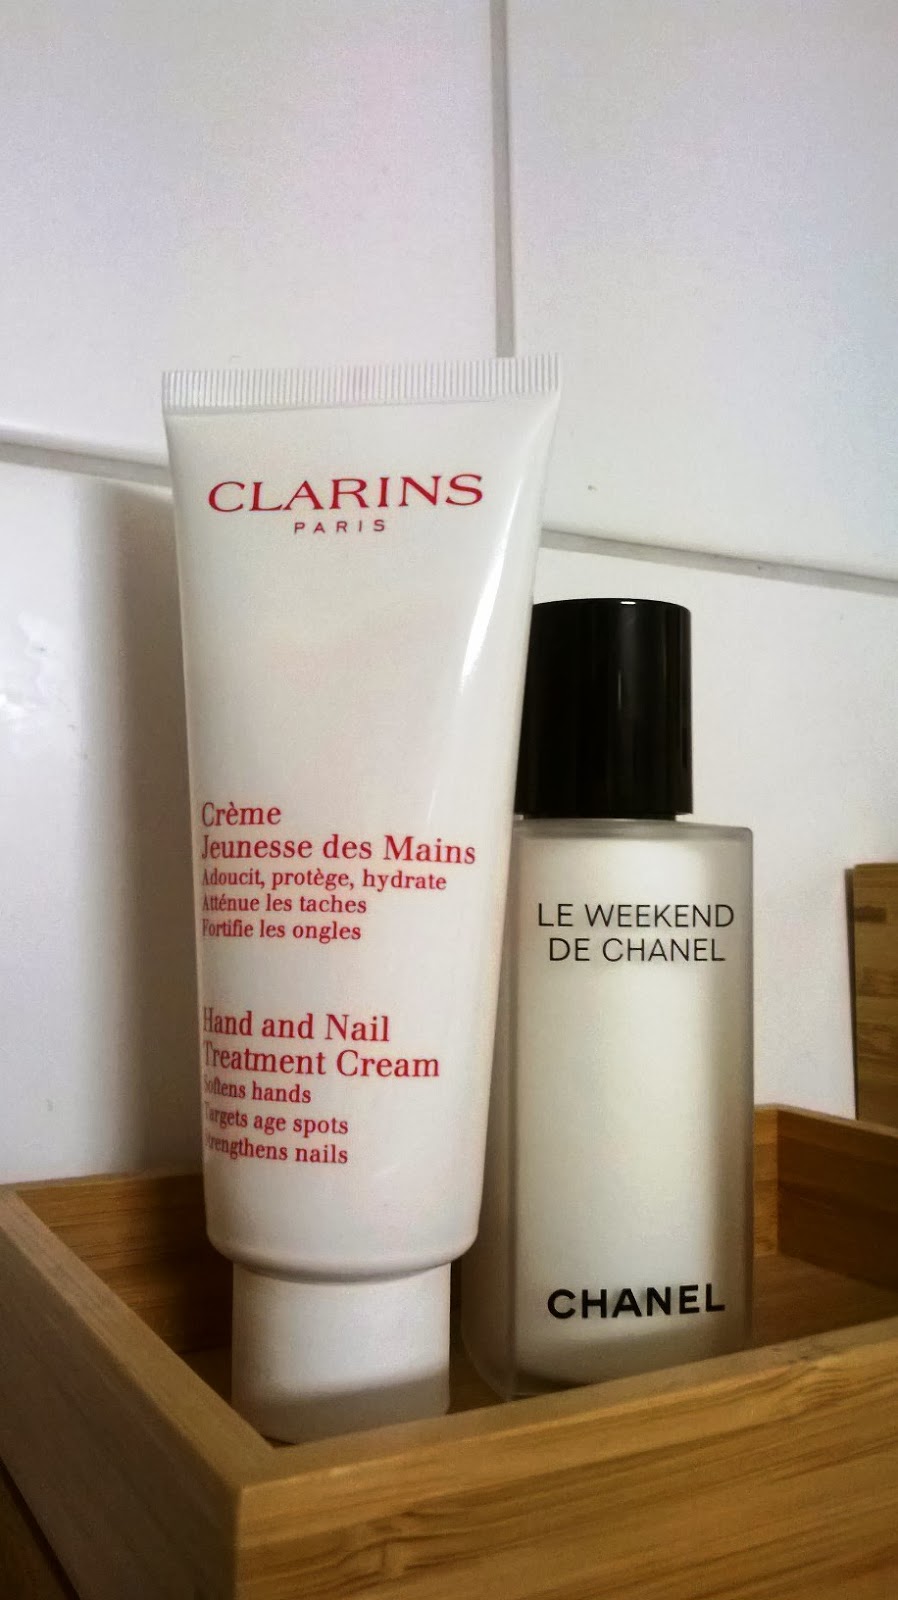 CLARINS
PARIS
Crème
Jeunesse des Mains
Adoucit, protège, hydrate
Atténue les taches
Fortifie les ongles
Hand and Nail
Treatment Cream
Softens hands
Targets age spots
Strengthens nails
LE WEEKEND
DE CHANEL
CHANEL